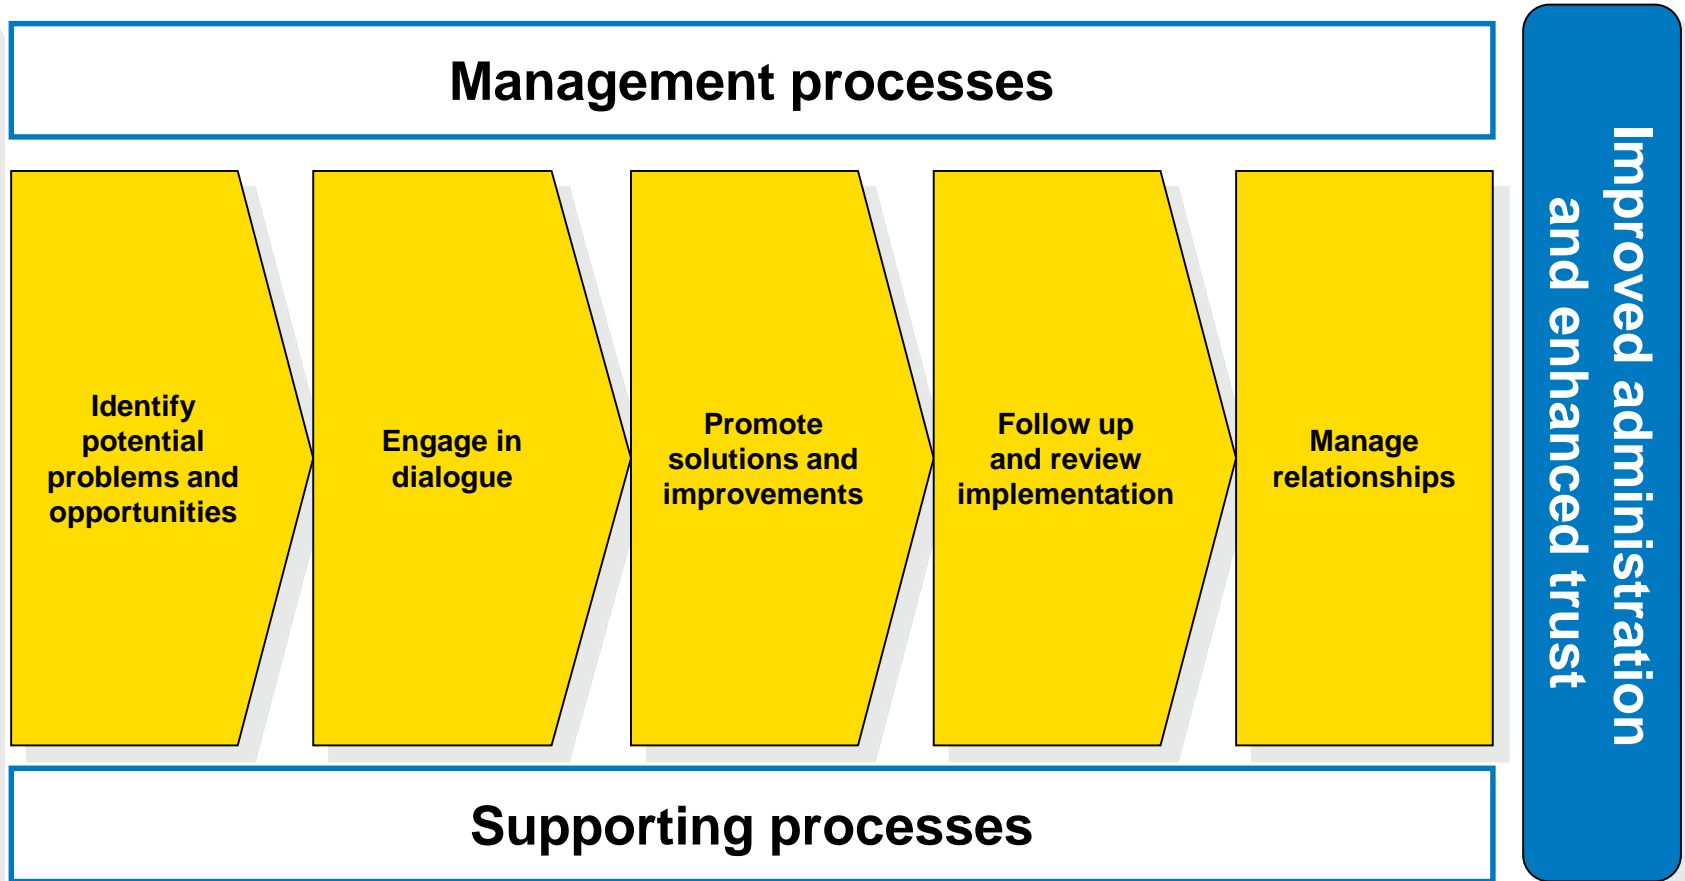 Management processes
Identify
potential
problems and
opportunities
Engage in
dialogue
Promote
solutions and
improvements
Follow up
and review
implementation
Manage
relationships
Supporting processes
Improved administration
and enhanced trust